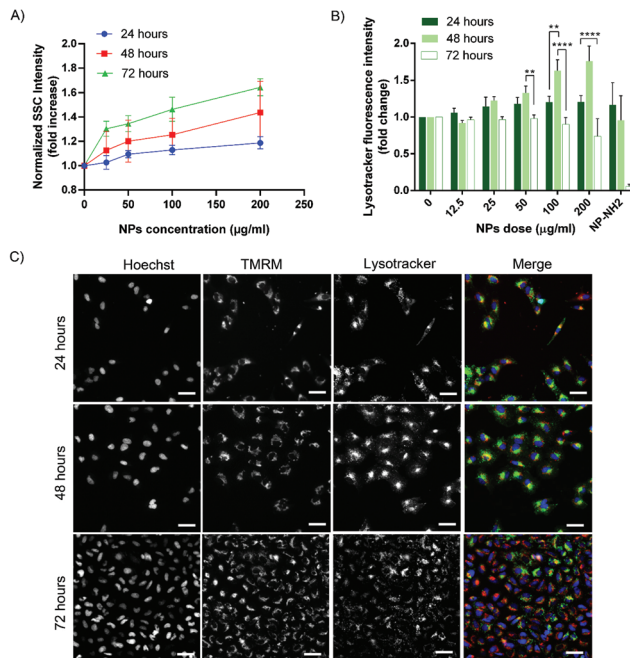 A)
Normalized SSC Intensity
(fold increase)
1.8
1.6
1.4
1.2
1.0
0.8
24 hours
48 hours
72 hours
0
50
100
150
200
250
NPs concentration (µg/ml)
B)
Lysotracker fluorescence intensity
(fold change)
2.0
1.5
1.0
0.5
0.0
24 hours
48 hours
72 hours
**
****
****
**
*
0
12.5
25
50
100
200
NP-NH2
NPs dose (µg/ml)
C)
Hoechst
TMRM
Lysotracker
Merge
24 hours
48 hours
72 hours